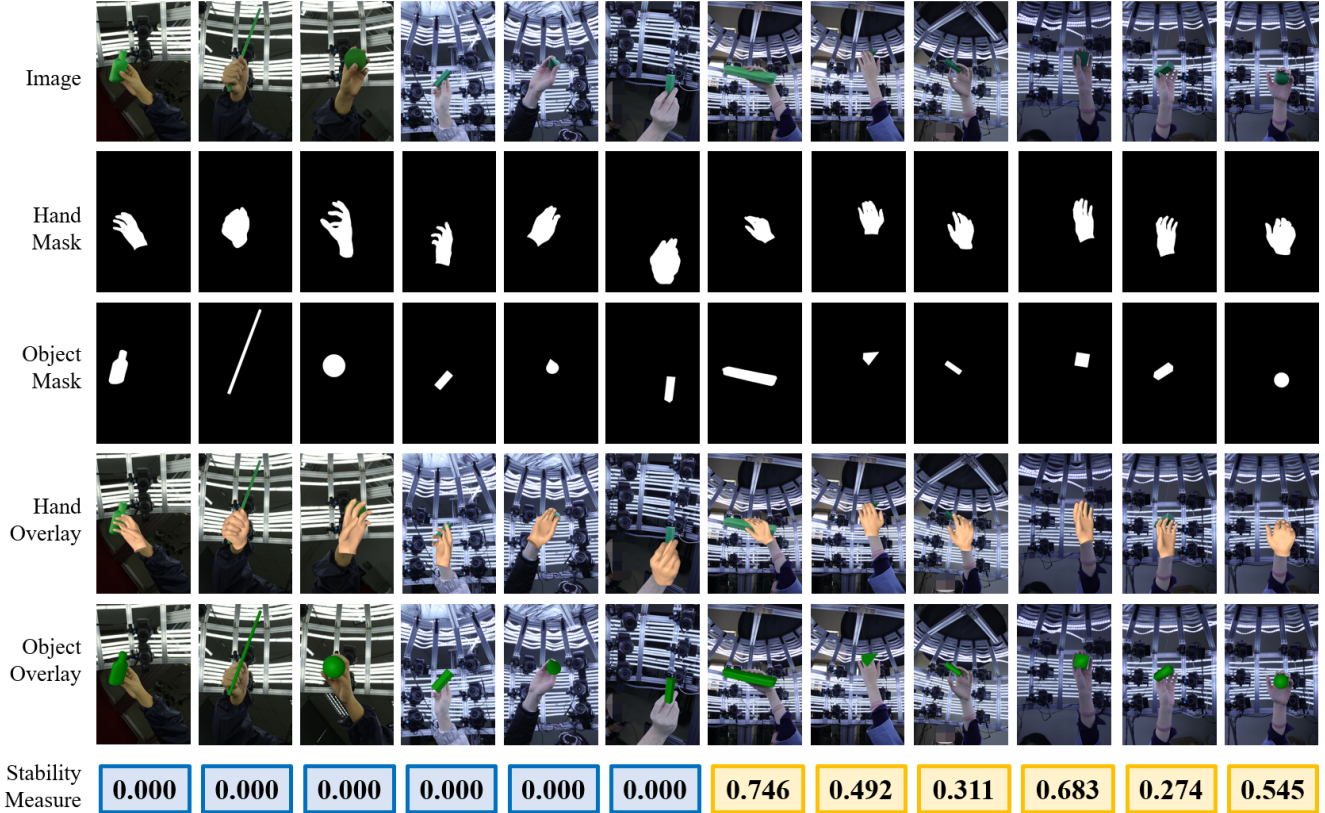 Image
Hand
Mask
Object
Mask
Hand
Overlay
Object
Overlay
Stability
Measure
0.000 0.000 0.000 0.000 0.000 0.000 0.746 0.492 0.311 0.683 0.274 0.545